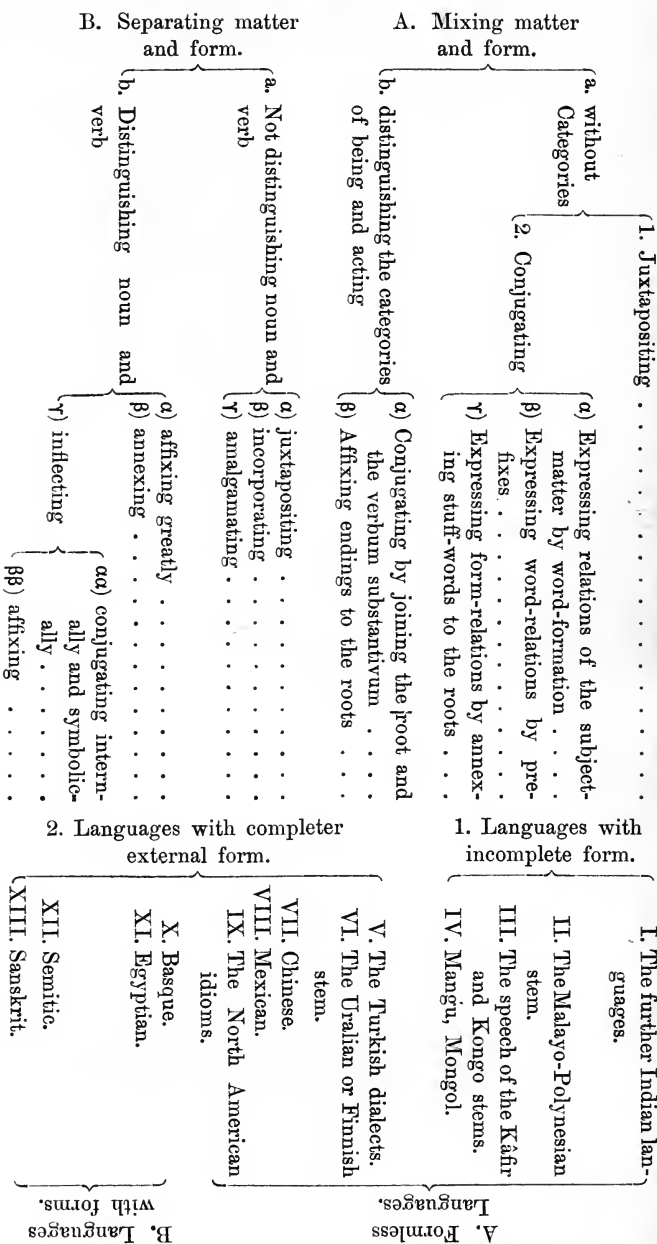 A. Mixing matter
and form.
a. without
Categories
1. Juxtapositing . . . . . . . . . . . . . . . .
2. Conjugating
α) Expressing relations of the subject-
matter by word-formation . . . .
β) Expressing word-relations by pre-
fixes. . . . . . . . . . . . . .
γ) Expressing form-relations by annex-
ing stuff-words to the roots . . .
b. distinguishing the categories
of being and acting
α) Conjugating by joining the root and
the verbum substantivum . . . .
β) Affixing endings to the roots . . .
B. Separating matter
and form.
a. Not distinguishing noun and
verb
α) juxtapositing . . . . . . . . . .
β) incorporating . . . . . . . . . .
γ) amalgamating . . . . . . . . . .
b. Distinguishing noun and
verb
α) affixing greatly . . . . . . . . .
β) annexing . . . . . . . . . . . .
γ) inflecting
αα) conjugating intern-
ally and symbolic-
ally . . . . . .
ββ) affixing . . . . .
1. Languages with
incomplete form.
I. The further Indian lan-
guages.
II. The Malayo-Polynesian
stem.
III. The speech of the Kâfir
and Kongo stems.
IV. Mangu, Mongol.
2. Languages with completer
external form.
V. The Turkish dialects.
VI. The Uralian or Finnish
stem.
VII. Chinese.
VIII. Mexican.
IX. The North American
idioms.
X. Basque.
XI. Egyptian.
XII. Semitic.
XIII. Sanskrit.
A. Formless
Languages.
B. Languages
with forms.